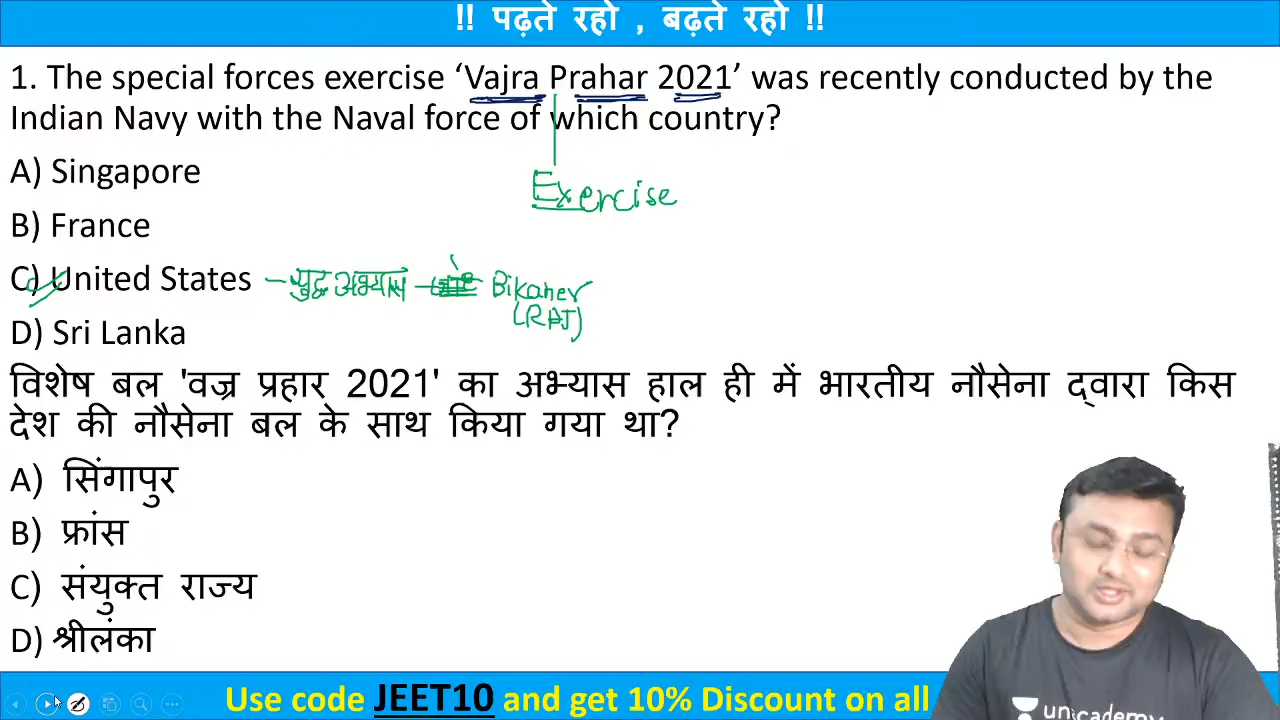 !! पढ़ते रहो , बढ़ते रहो !!
1. The special forces exercise ‘Vajra Prahar 2021’ was recently conducted by the
Indian Navy with the Naval force of which country?
A) Singapore
Exercise
B) France
C) United States - युद्ध अभ्यास - Bikaner
(RAJ)
D) Sri Lanka
विशेष बल 'वज्र प्रहार 2021' का अभ्यास हाल ही में भारतीय नौसेना द्वारा किस
देश की नौसेना बल के साथ किया गया था?
A) सिंगापुर
B) फ्रांस
C) संयुक्त राज्य
D) श्रीलंका
Use code JEET10 and get 10% Discount on all
unacademy